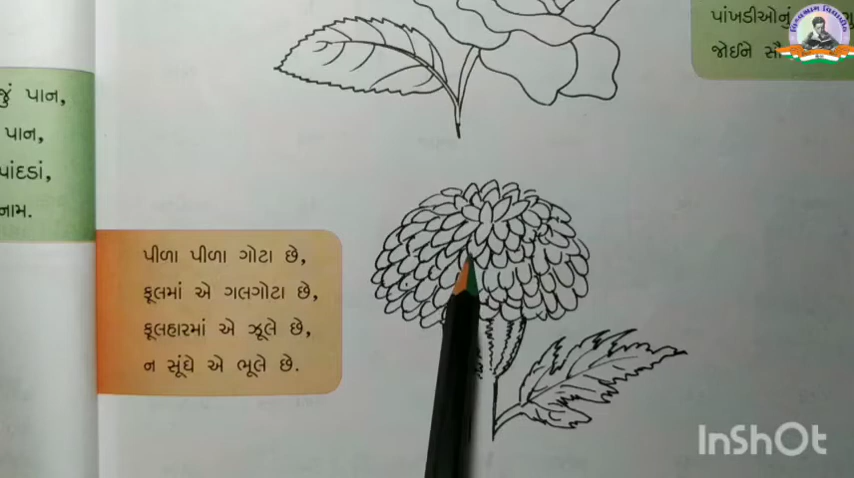 પાંખડીઓનું
જોઈને
પાન,
પાન,
પાંદડાં,
નામ.
પીળા પીળા ગોટા છે,
ફૂલમાં એ ગલગોટા છે,
ફૂલહારમાં એ ઝૂલે છે,
ન સૂંઘે એ ભૂલે છે.
InShOt